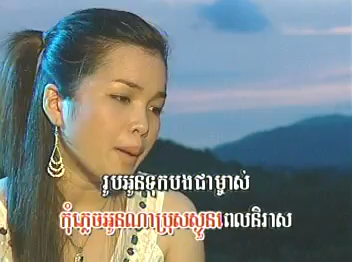 រូបអូនទុកបងជាម្ចាស់
កុំភ្លេចអូនណាប្រុសស្ងួនពេលនិរាស